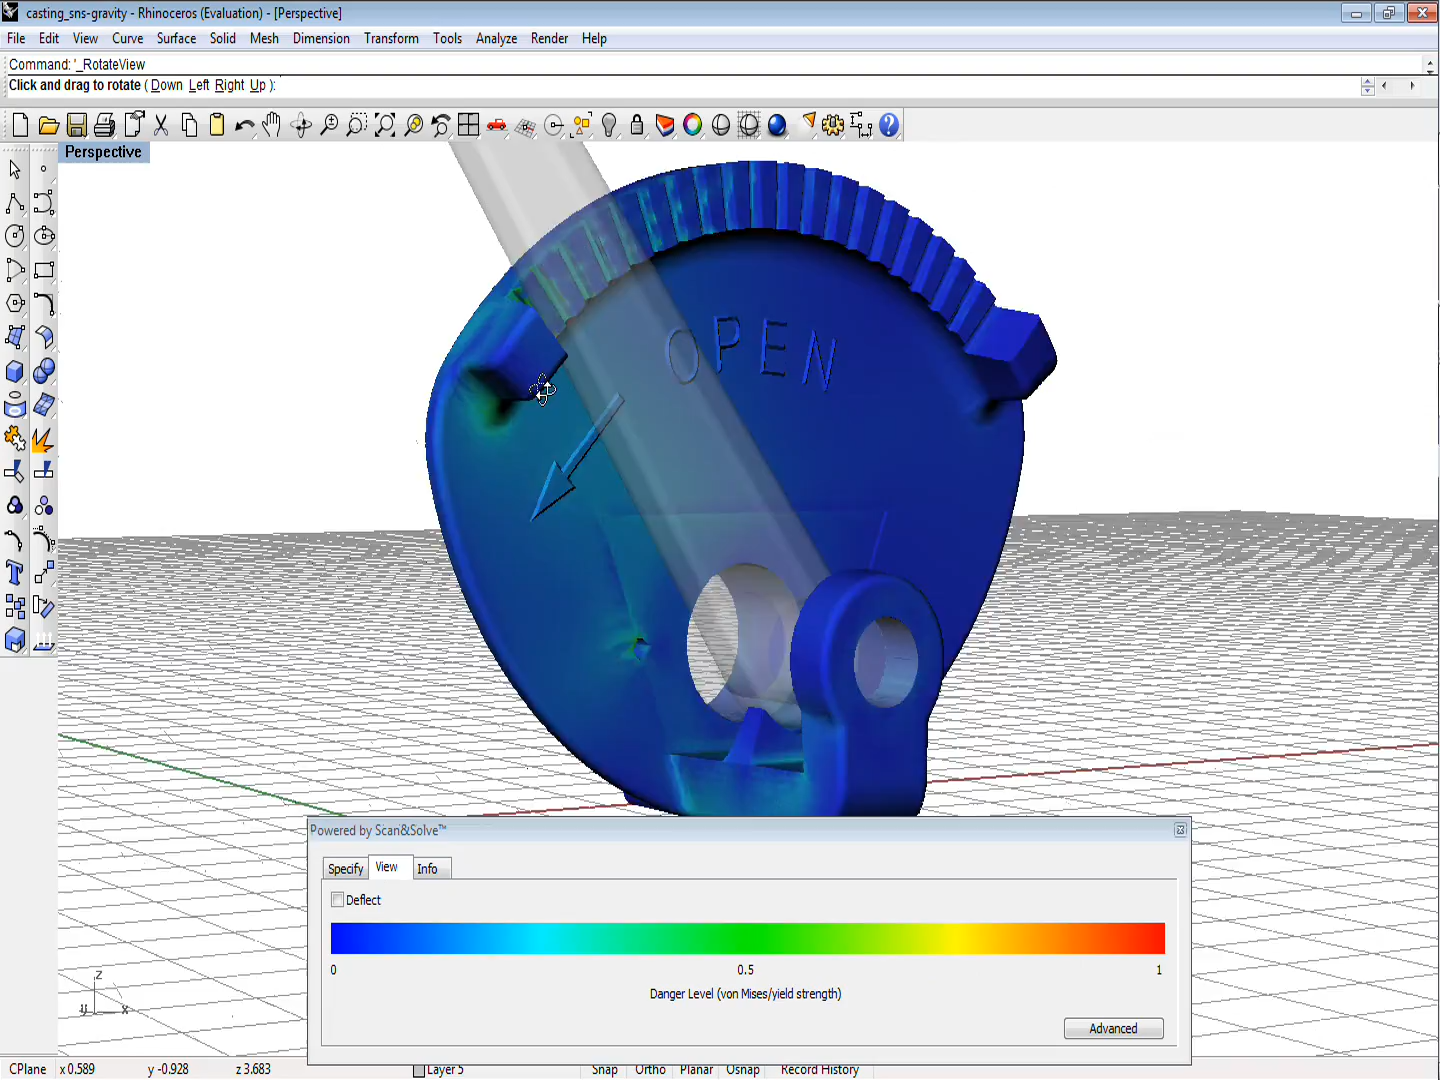 casting_sns-gravity - Rhinoceros (Evaluation) - [Perspective]
File Edit View Curve Surface Solid Mesh Dimension Transform Tools Analyze Render Help
Command: '_RotateView
Click and drag to rotate ( Down Left Right Up ):
Perspective
OPEN
z
y x
Powered by Scan&Solve™
Specify View Info
Deflect
0 0.5 1
Danger Level (von Mises/yield strength)
Advanced
CPlane x 0.589 y -0.928 z 3.683 Layer 5 Snap Ortho Planar Osnap Record History